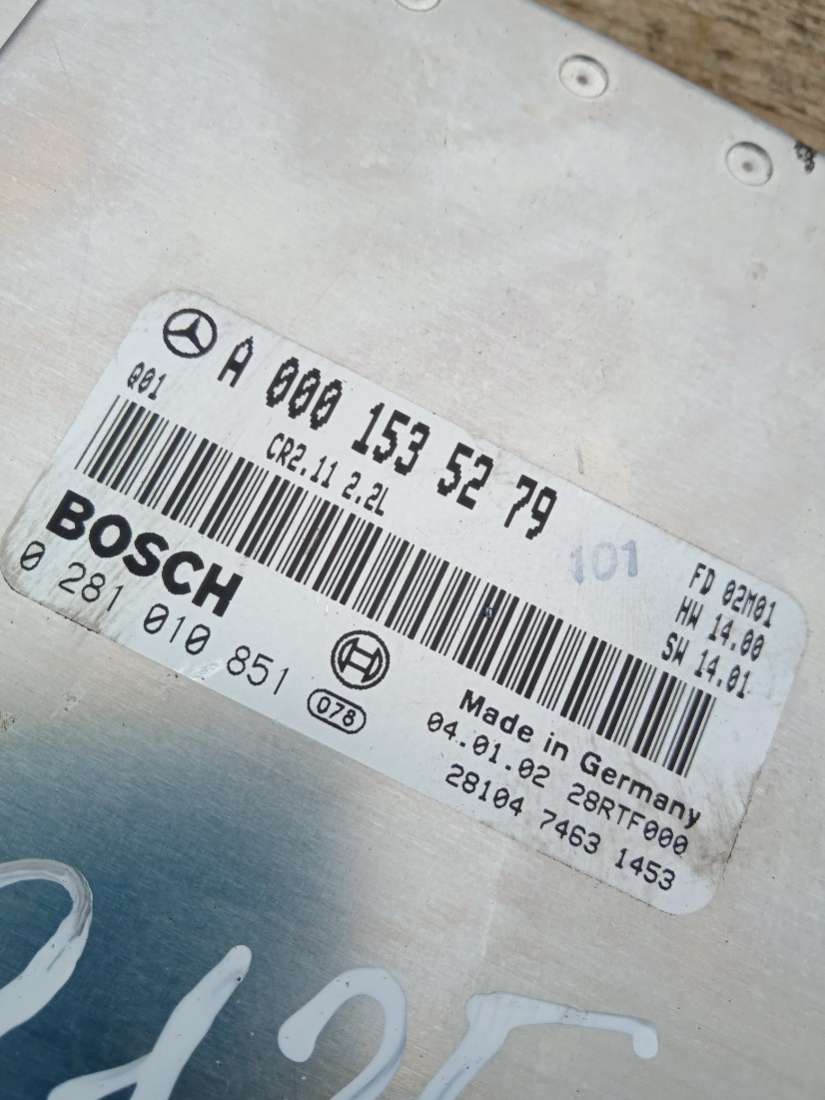 A 000 153 52 79
Q01
CR2.11 2.2L
101
FD 02M01
HW 14.00
SW 14.01
BOSCH
0 281 010 851
078
Made in Germany
04.01.02 28RTF000
28104 7463 1453